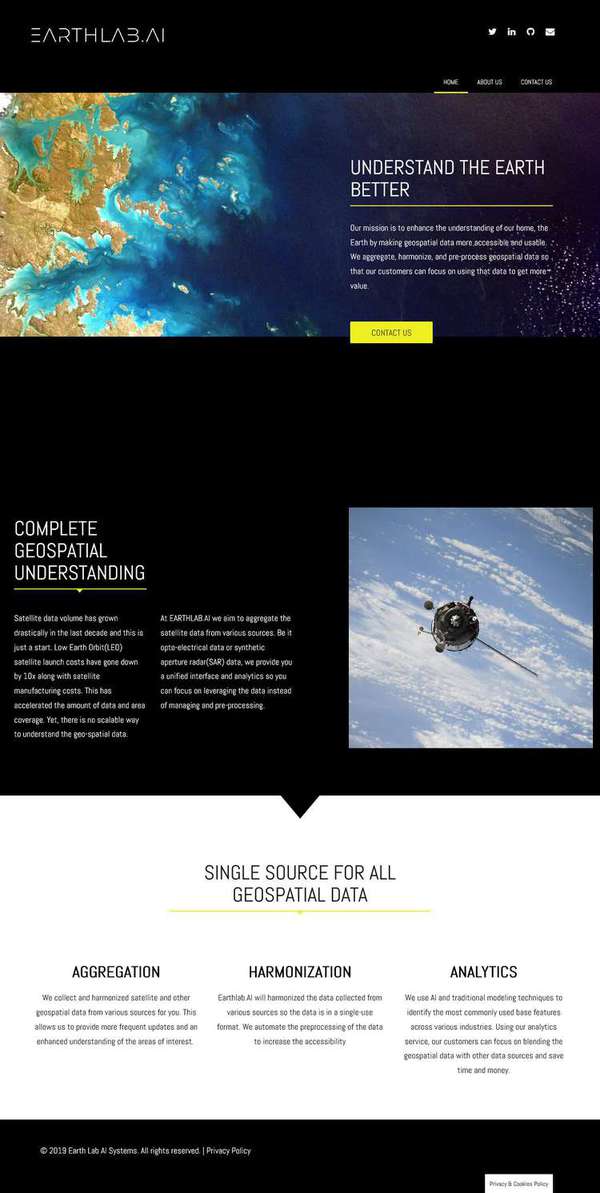 EARTHLAB.AI
HOME ABOUT US CONTACT US
UNDERSTAND THE EARTH
BETTER
Our mission is to enhance the understanding of our home, the
Earth by making geospatial data more accessible and usable.
We aggregate, harmonize, and pre-process geospatial data so
that our customers can focus on using that data to get more
value.
CONTACT US
COMPLETE
GEOSPATIAL
UNDERSTANDING
Satellite data volume has grown
drastically in the last decade and this is
just a start. Low Earth Orbit(LEO)
satellite launch costs have gone down
by 10x along with satellite
manufacturing costs. This has
accelerated the amount of data and area
coverage. Yet, there is no scalable way
to understand the geo-spatial data.
At EARTHLAB.AI we aim to aggregate the
satellite data from various sources. Be it
opto-electrical data or synthetic
aperture radar(SAR) data, we provide you
a unified interface and analytics so you
can focus on leveraging the data instead
of managing and pre-processing.
SINGLE SOURCE FOR ALL
GEOSPATIAL DATA
AGGREGATION
We collect and harmonized satellite and other
geospatial data from various sources for you. This
allows us to provide more frequent updates and an
enhanced understanding of the areas of interest.
HARMONIZATION
Earthlab.AI will harmonized the data collected from
various sources so the data is in a single-use
format. We automate the preprocessing of the data
to increase the accessibility
ANALYTICS
We use AI and traditional modeling techniques to
identify the most commonly used base features
across various industries. Using our analytics
service, our customers can focus on blending the
geospatial data with other data sources and save
time and money.
© 2019 Earth Lab AI Systems. All rights reserved. | Privacy Policy
Privacy & Cookies Policy